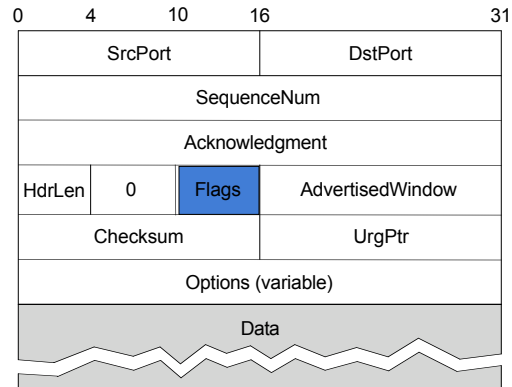 0 4 10 16 31
SrcPort DstPort
SequenceNum
Acknowledgment
HdrLen 0 Flags AdvertisedWindow
Checksum UrgPtr
Options (variable)
Data